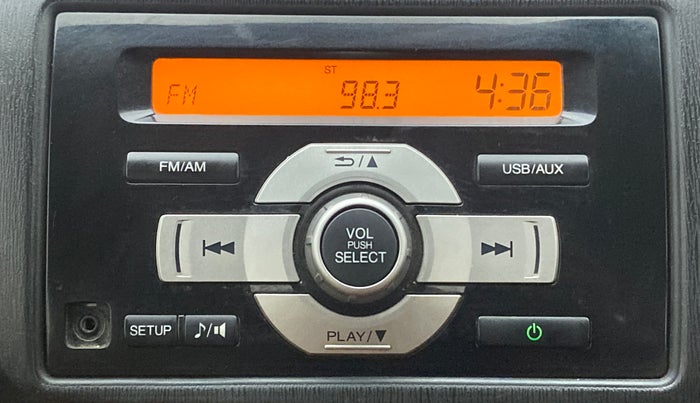 ST
FM 98.3 4:36
FM/AM
USB/AUX
VOL
PUSH
SELECT
SETUP
PLAY/▼